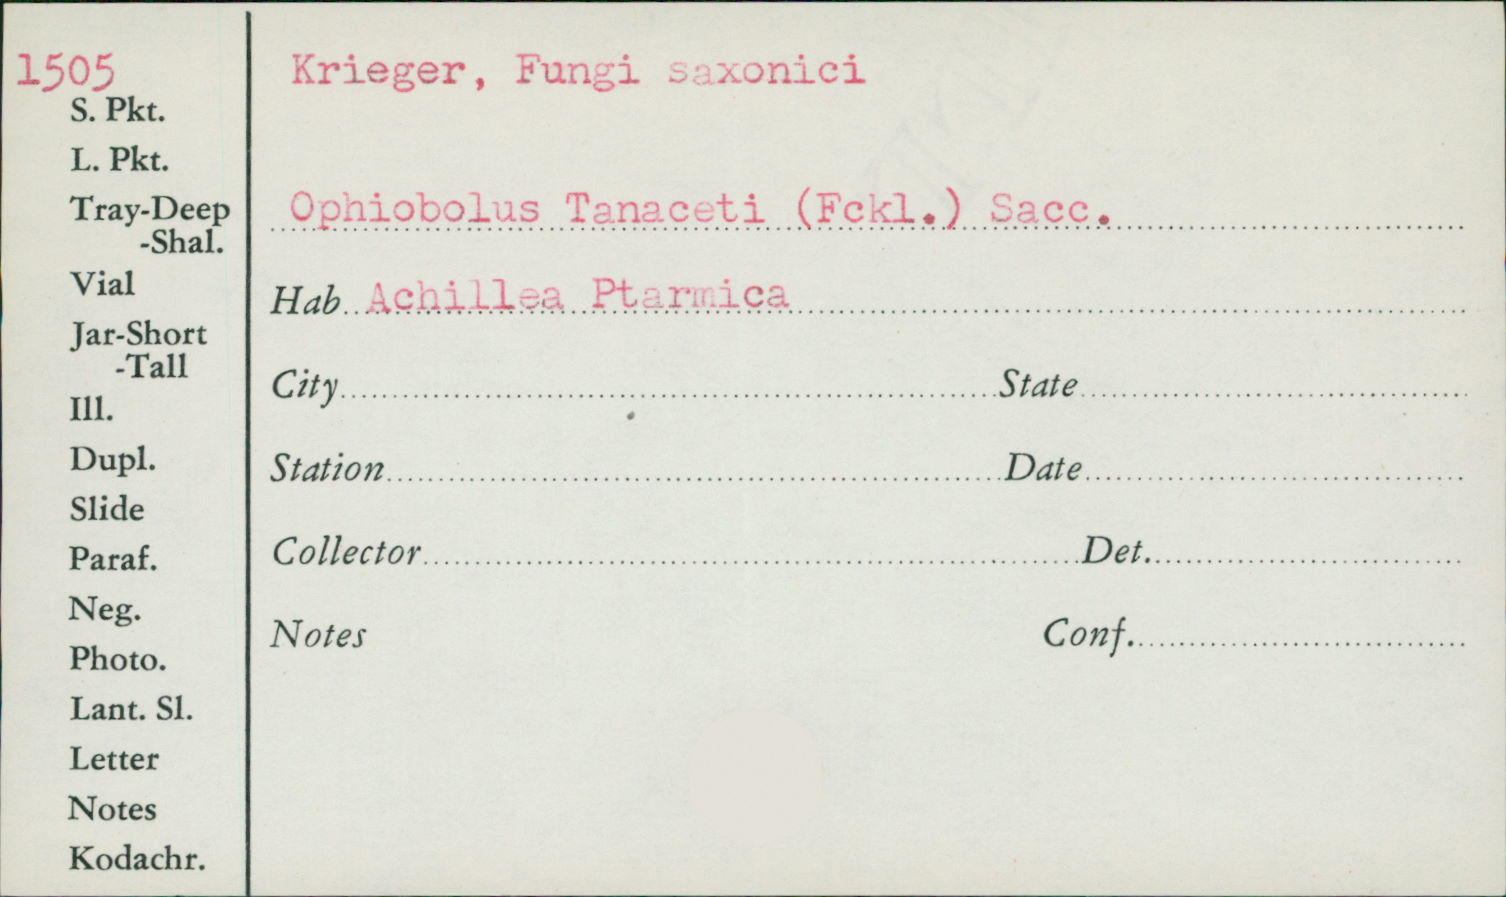 1505 Krieger, Fungi saxonici
S. Pkt.
L. Pkt.
Tray-Deep
-Shal.
Vial
Jar-Short
-Tall
Ill.
Dupl.
Slide
Paraf.
Neg.
Photo.
Lant. Sl.
Letter
Notes
Kodachr.
Ophiobolus Tanaceti (Fckl.) Sacc.
Hab Achillea Ptarmica
City State
Station Date
Collector Det.
Notes Conf.